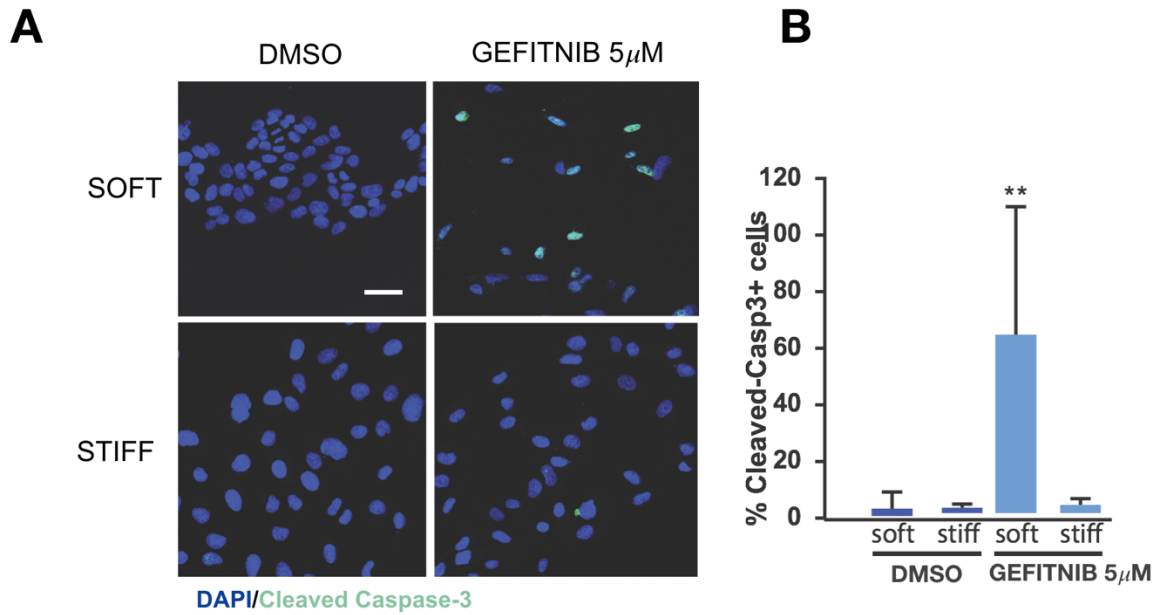 A
DMSO
GEFITNIB 5μM
SOFT
STIFF
DAPI/Cleaved Caspase-3
B
% Cleaved-Casp3+ cells
120
100
80
60
40
20
0
**
soft
stiff
soft
stiff
DMSO
GEFITNIB 5μM